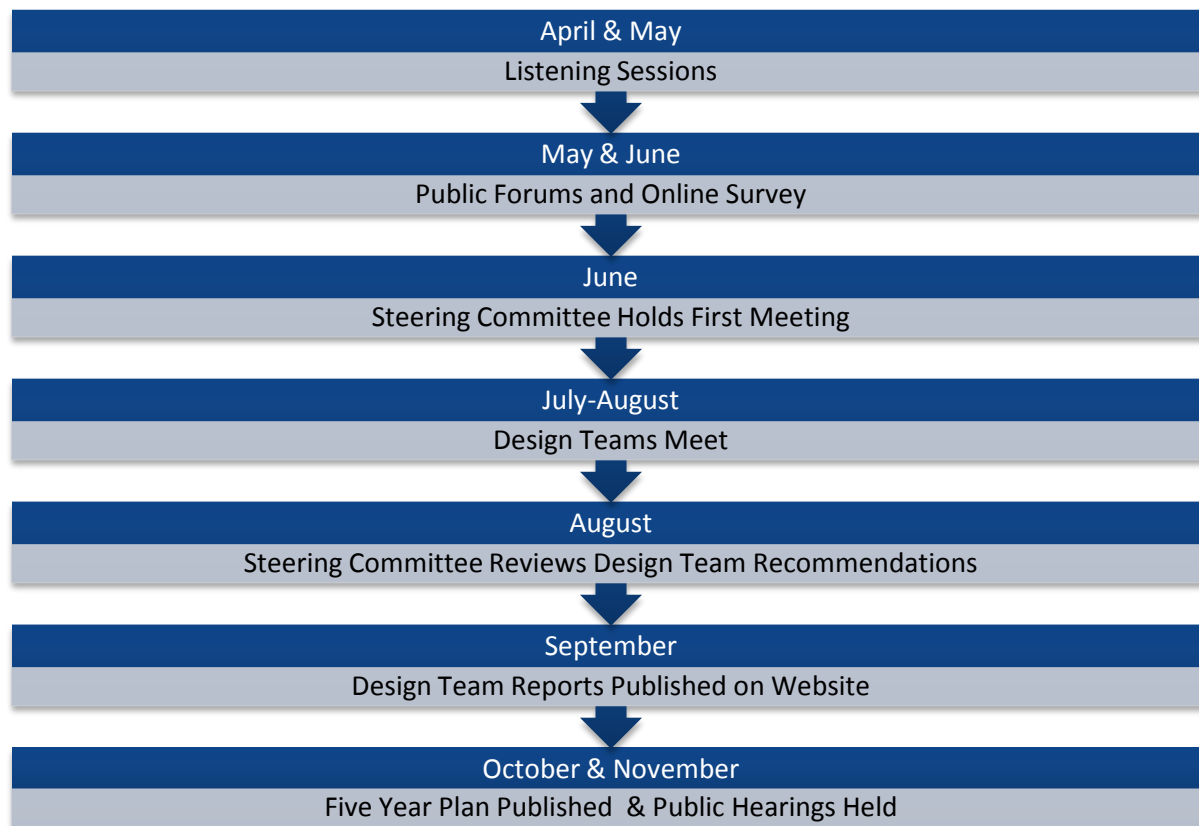 April & May
Listening Sessions
May & June
Public Forums and Online Survey
June
Steering Committee Holds First Meeting
July-August
Design Teams Meet
August
Steering Committee Reviews Design Team Recommendations
September
Design Team Reports Published on Website
October & November
Five Year Plan Published & Public Hearings Held